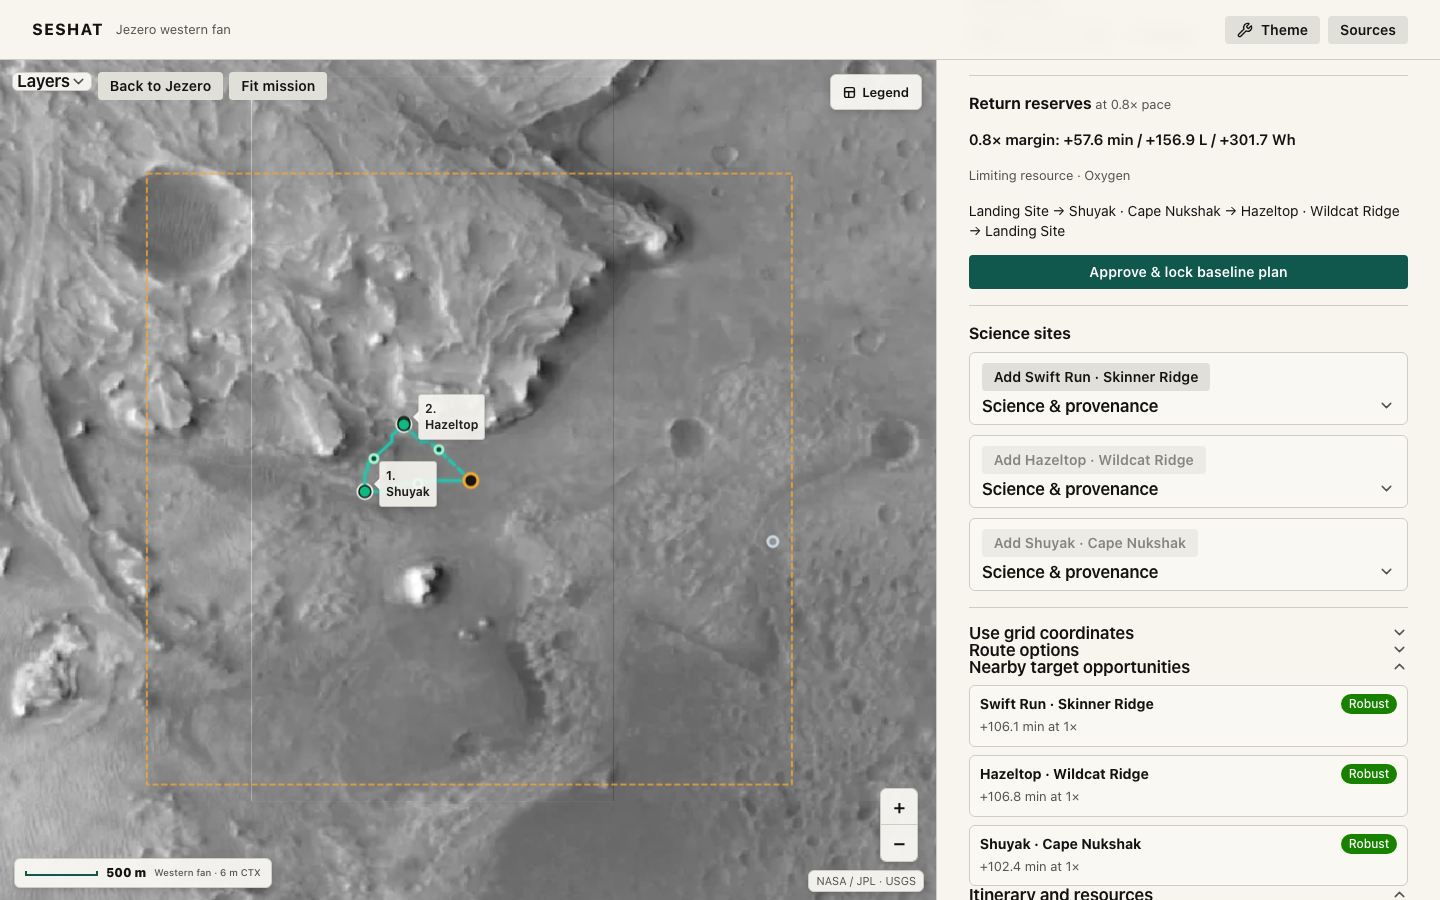 SESHAT
Jezero western fan
Theme
Sources
Layers
Back to Jezero
Fit mission
Legend
2.
Hazeltop
1.
Shuyak
500 m
Western fan · 6 m CTX
+
−
NASA / JPL · USGS
Return reserves at 0.8× pace
0.8× margin: +57.6 min / +156.9 L / +301.7 Wh
Limiting resource · Oxygen
Landing Site → Shuyak · Cape Nukshak → Hazeltop · Wildcat Ridge
→ Landing Site
Approve & lock baseline plan
Science sites
Add Swift Run · Skinner Ridge
Science & provenance
Add Hazeltop · Wildcat Ridge
Science & provenance
Add Shuyak · Cape Nukshak
Science & provenance
Use grid coordinates
Route options
Nearby target opportunities
Swift Run · Skinner Ridge
Robust
+106.1 min at 1×
Hazeltop · Wildcat Ridge
Robust
+106.8 min at 1×
Shuyak · Cape Nukshak
Robust
+102.4 min at 1×
Itinerary and resources